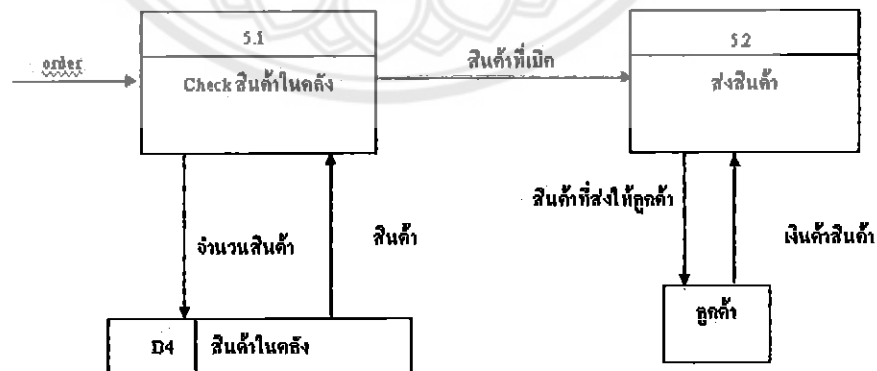 5.1
5.2
order
Check สินค้าในคลัง
สินค้าที่เบิก
ส่งสินค้า
จำนวนสินค้า
สินค้า
สินค้าที่ส่งให้ลูกค้า
เงินค้าสินค้า
ลูกค้า
D4
สินค้าในคลัง